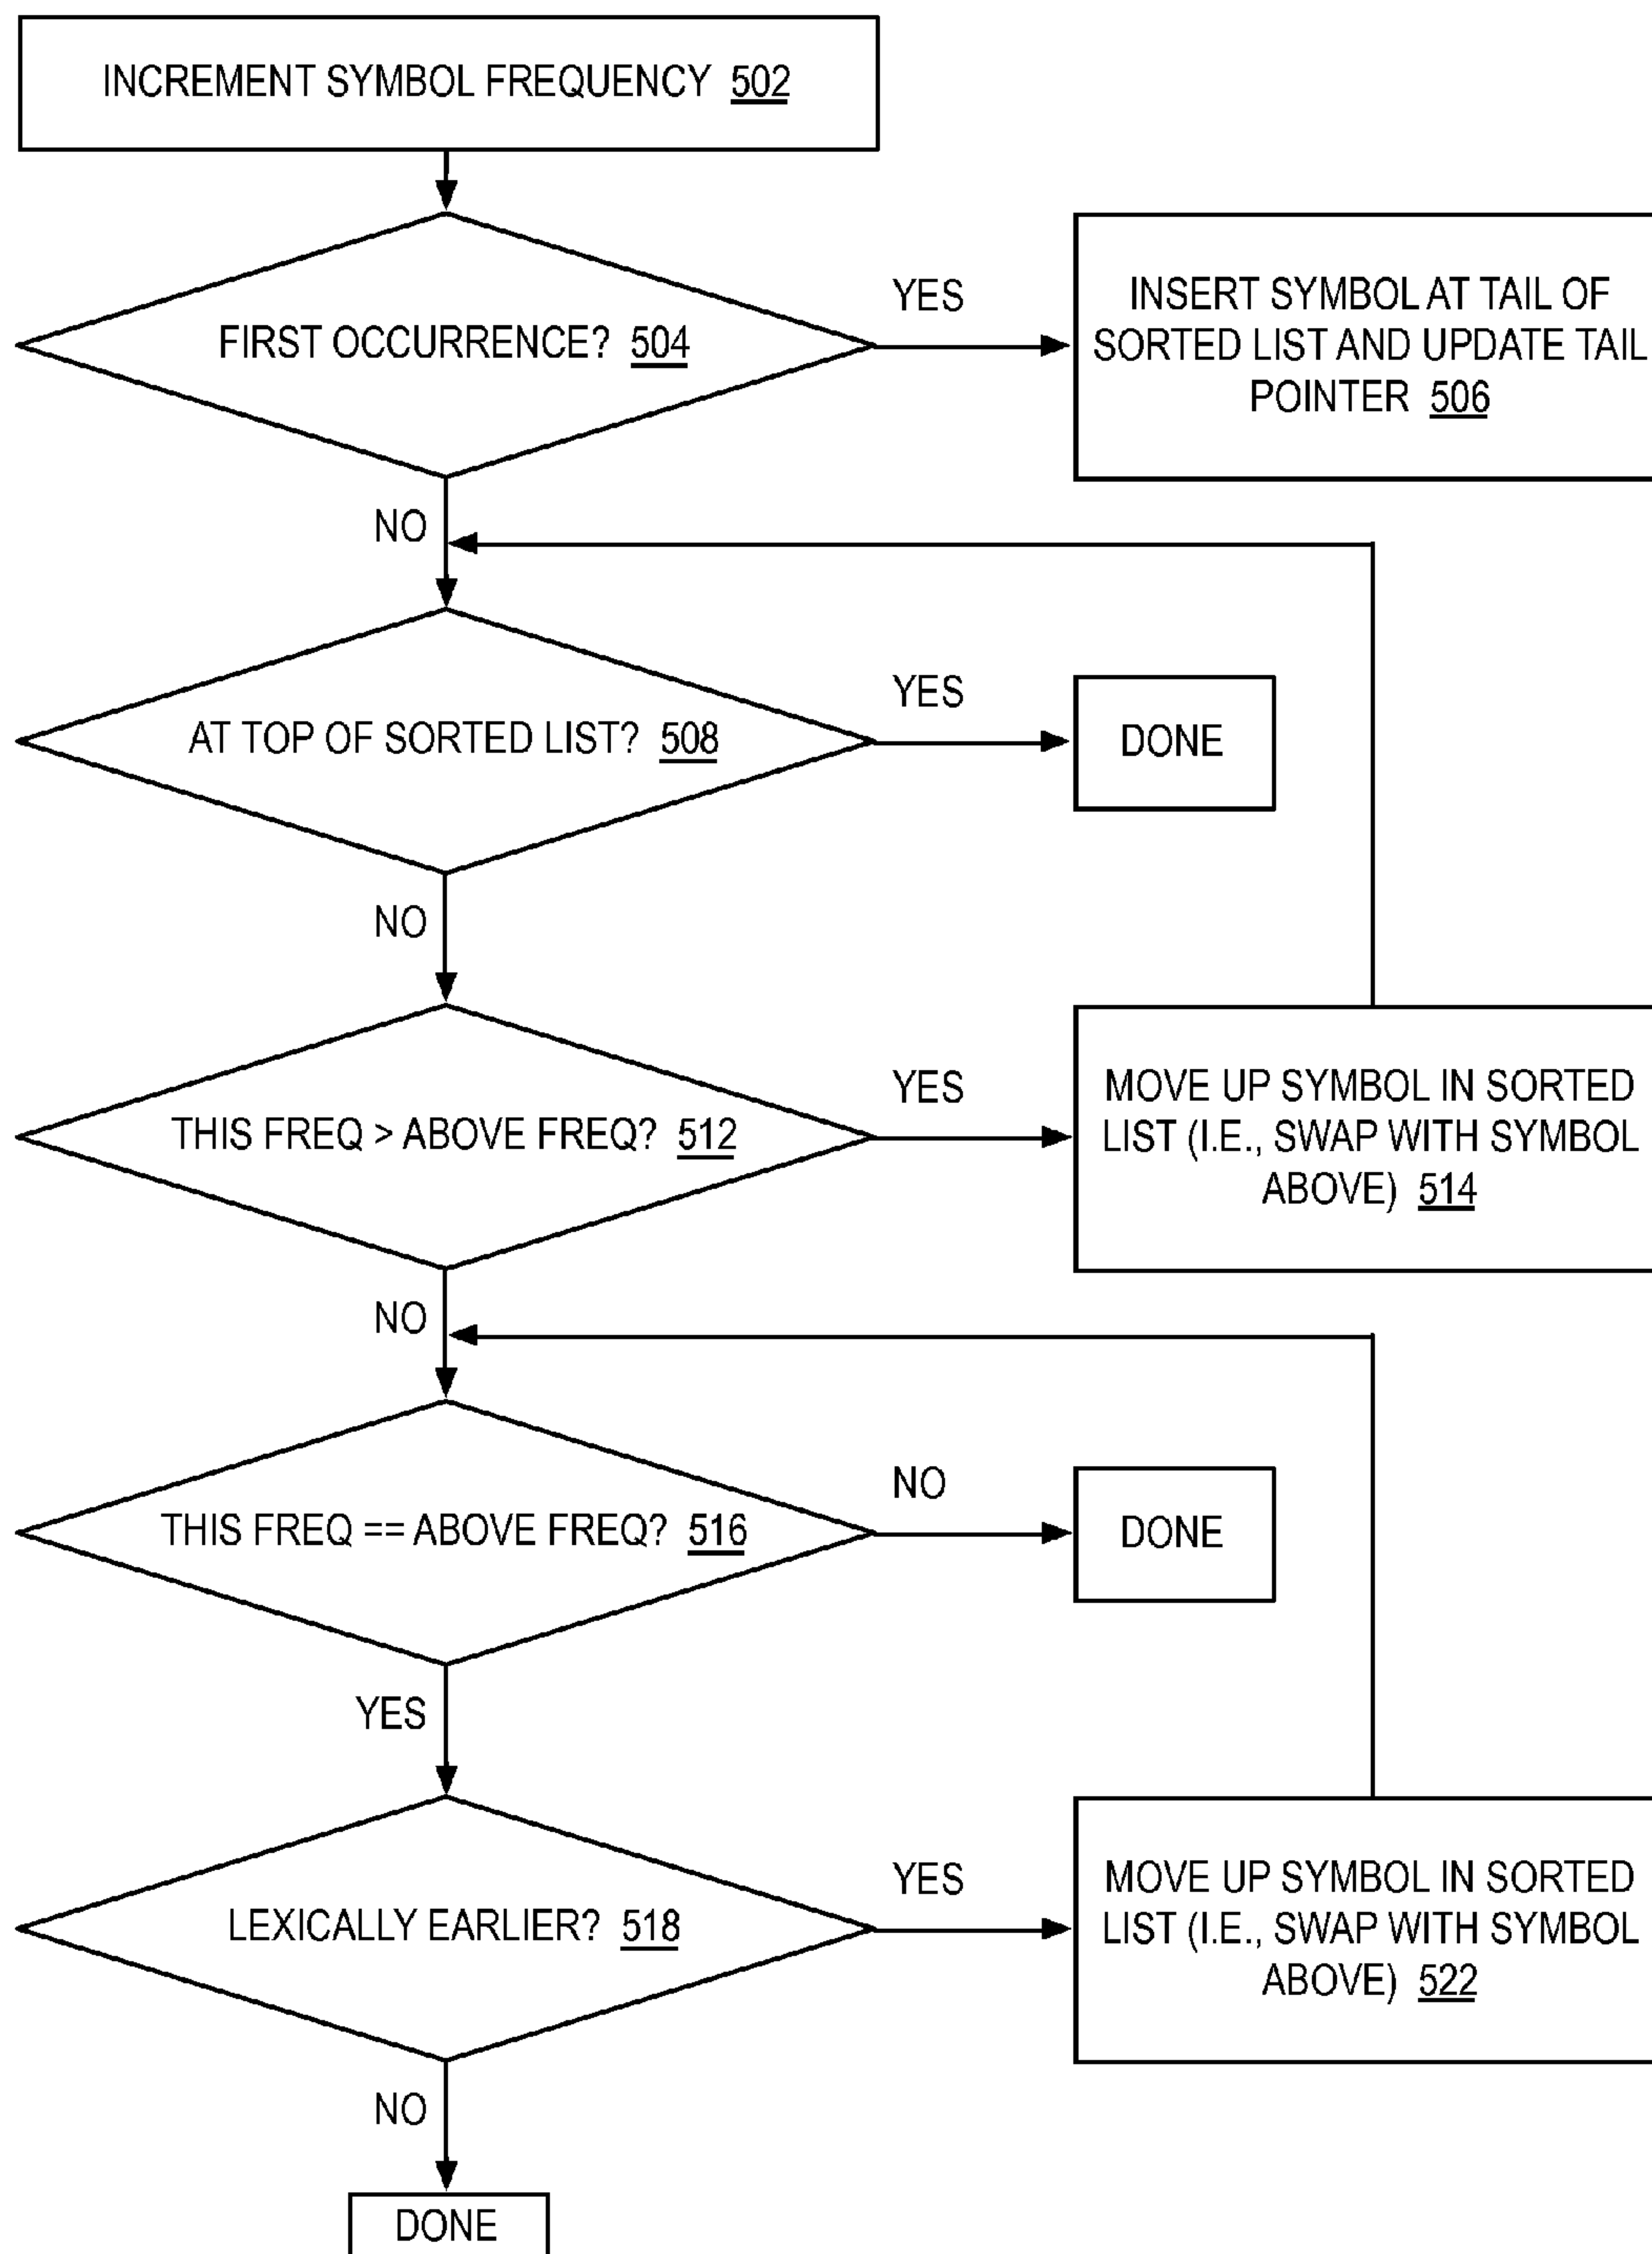 INCREMENT SYMBOL FREQUENCY 502
FIRST OCCURRENCE? 504
YES
INSERT SYMBOL AT TAIL OF
SORTED LIST AND UPDATE TAIL
POINTER 506
NO
AT TOP OF SORTED LIST? 508
YES
DONE
NO
THIS FREQ > ABOVE FREQ? 512
YES
MOVE UP SYMBOL IN SORTED
LIST (I.E., SWAP WITH SYMBOL
ABOVE) 514
NO
THIS FREQ == ABOVE FREQ? 516
NO
DONE
YES
LEXICALLY EARLIER? 518
YES
MOVE UP SYMBOL IN SORTED
LIST (I.E., SWAP WITH SYMBOL
ABOVE) 522
NO
DONE